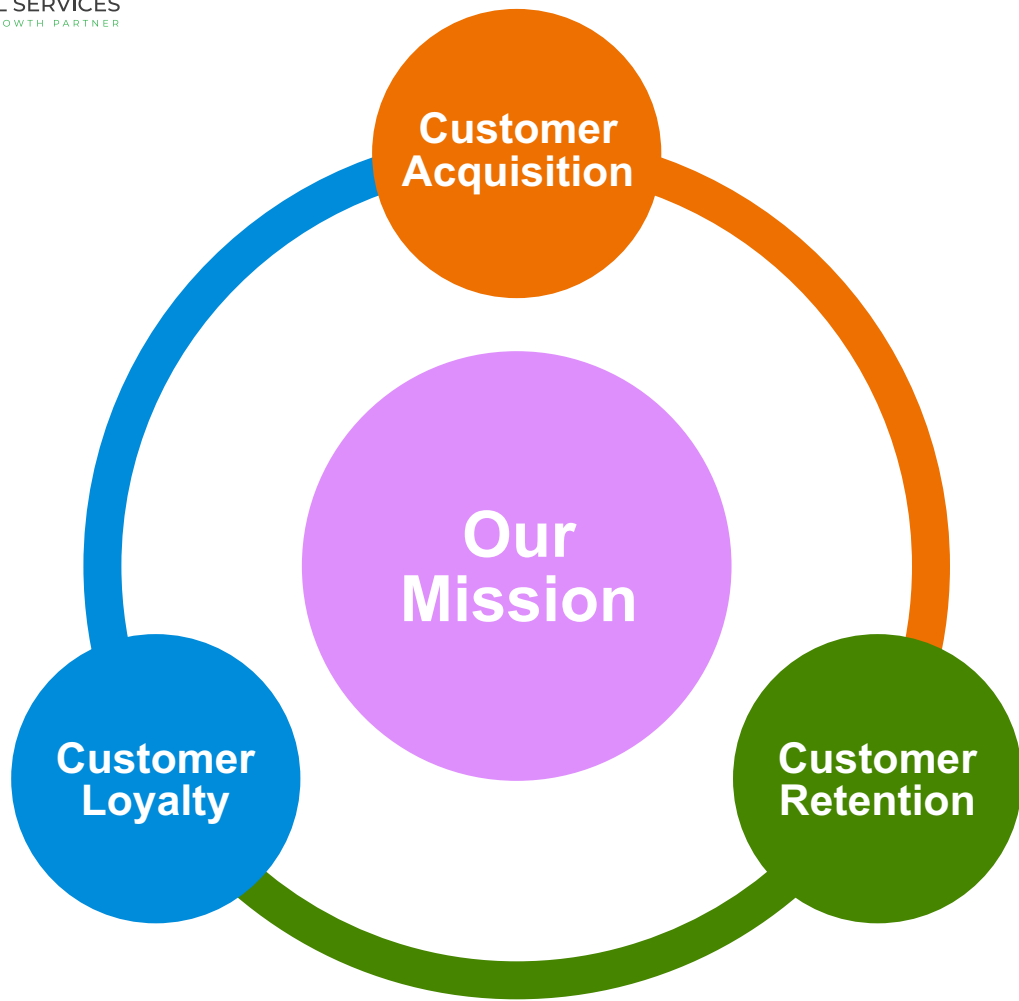 SERVICES
OWTH PARTNER
Customer
Acquisition
Our
Mission
Customer
Loyalty
Customer
Retention